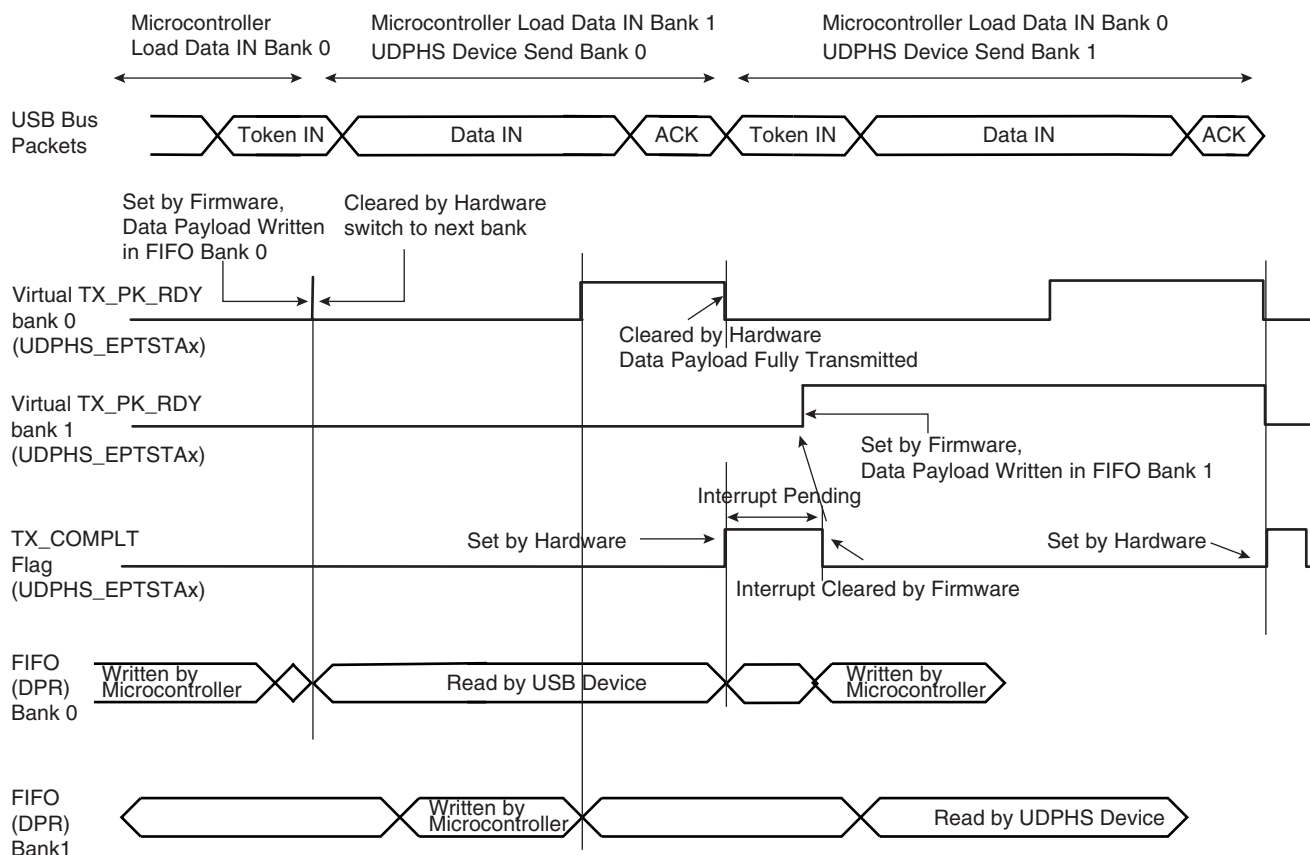 Microcontroller
Load Data IN Bank 0
Microcontroller Load Data IN Bank 1
UDPHS Device Send Bank 0
Microcontroller Load Data IN Bank 0
UDPHS Device Send Bank 1
USB Bus
Packets
Token IN
Data IN
ACK
Token IN
Data IN
ACK
Set by Firmware,
Data Payload Written
in FIFO Bank 0
Cleared by Hardware
switch to next bank
Virtual TX_PK_RDY
bank 0
(UDPHS_EPTSTAx)
Cleared by Hardware
Data Payload Fully Transmitted
Virtual TX_PK_RDY
bank 1
(UDPHS_EPTSTAx)
Set by Firmware,
Data Payload Written in FIFO Bank 1
Interrupt Pending
TX_COMPLT
Flag
(UDPHS_EPTSTAx)
Set by Hardware
Set by Hardware
Interrupt Cleared by Firmware
FIFO
(DPR)
Bank 0
Written by
Microcontroller
Read by USB Device
Written by
Microcontroller
FIFO
(DPR)
Bank1
Written by
Microcontroller
Read by UDPHS Device